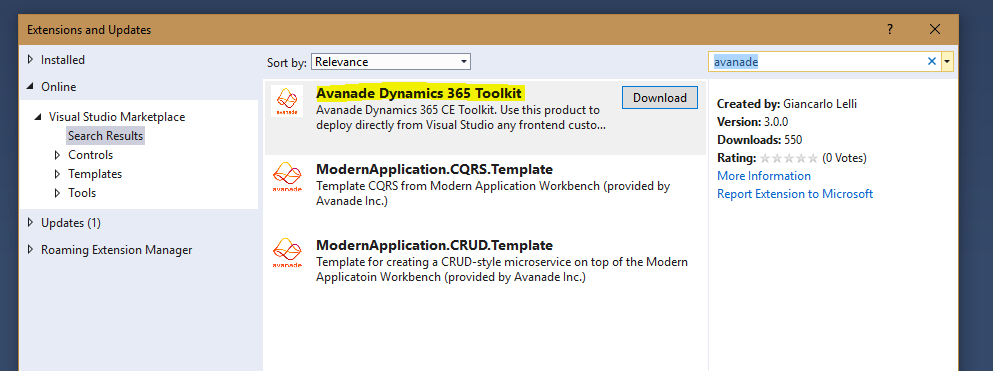 Extensions and Updates
?
Installed
Online
Visual Studio Marketplace
Search Results
Controls
Templates
Tools
Updates (1)
Roaming Extension Manager
Sort by: Relevance
avanade
Avanade Dynamics 365 Toolkit
Avanade Dynamics 365 CE Toolkit. Use this product to
deploy directly from Visual Studio any frontend custo...
Download
avanade
ModernApplication.CQRS.Template
Template CQRS from Modern Application Workbench (provided by
Avanade Inc.)
avanade
ModernApplication.CRUD.Template
Template for creating a CRUD-style microservice on top of the Modern
Applicatoin Workbench (provided by Avanade Inc.)
avanade
Created by: Giancarlo Lelli
Version: 3.0.0
Downloads: 550
Rating: (0 Votes)
More Information
Report Extension to Microsoft